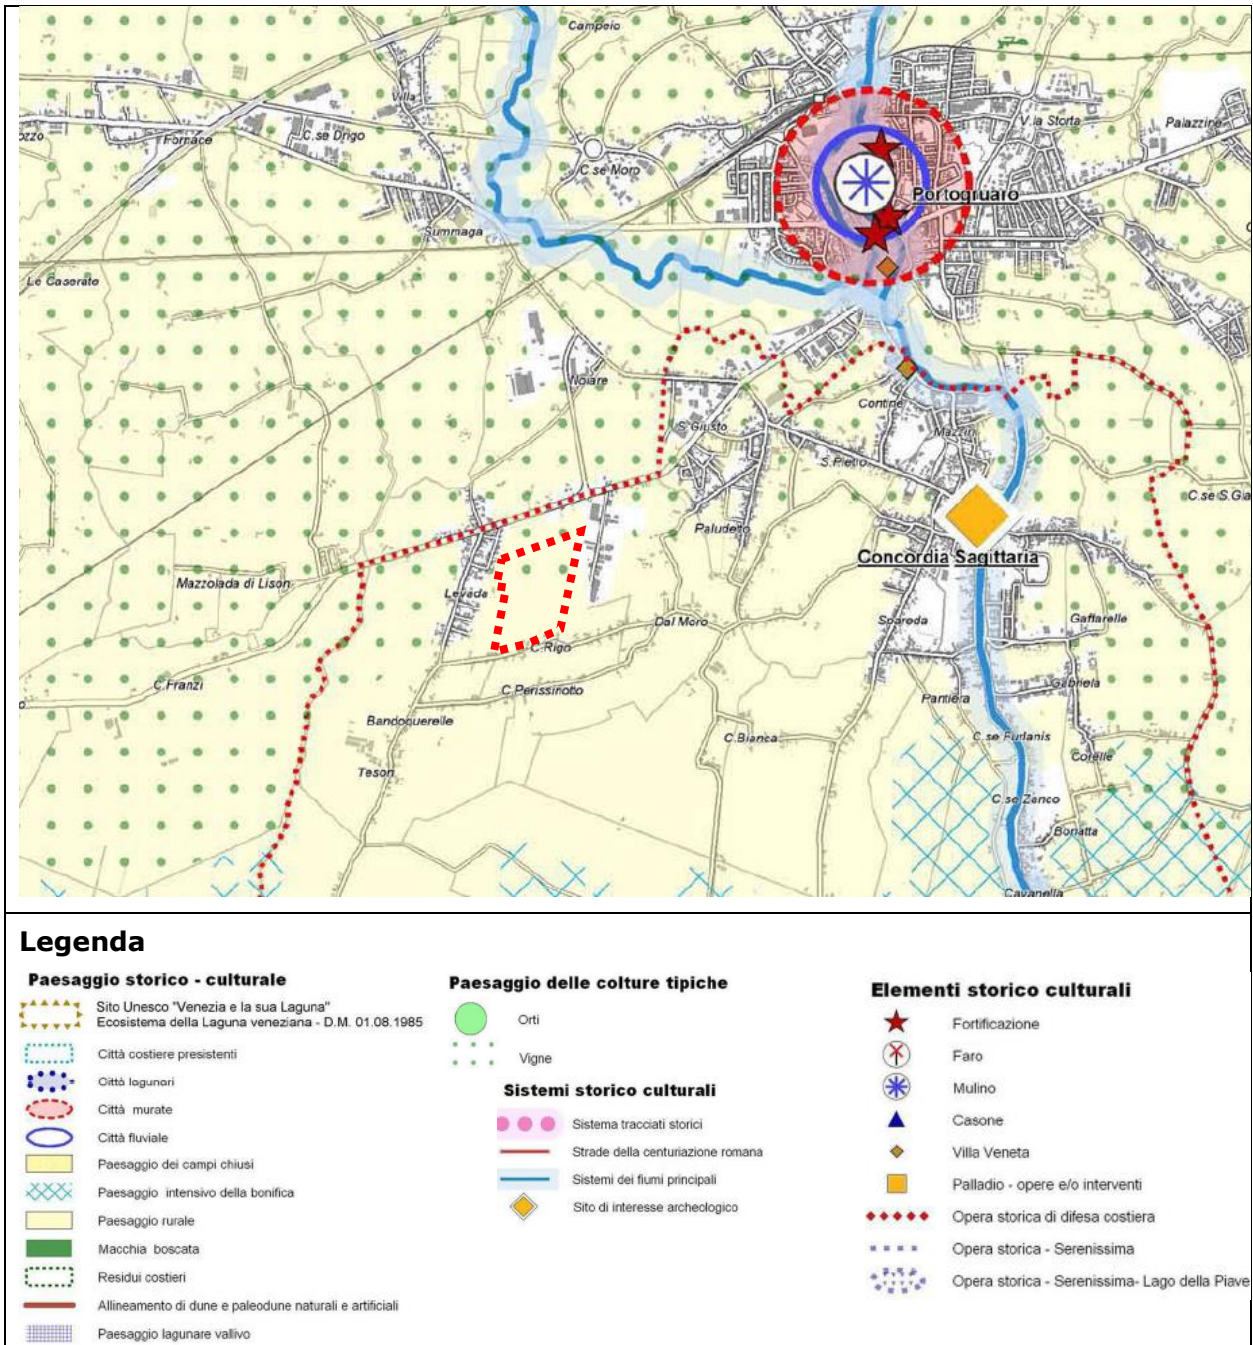 Campeio
Villa
V.la Storta
Palazzine
Fornace
C.se Drigo
C.se Moro
Portogruaro
Summaga
Le Casorate
Noiare
Contine
S.Giusto
Mazzin
S.Pietro
C.se S.Gia
Paludetto
Concordia Sagittaria
Mazzolada di Lison
Levada
Dal Moro
Spareda
Gaffarelle
C.Rigo
C.Franzi
C.Perissinotto
Gabriela
Pantiera
Bandoquerelle
C.Bianca
C.se Furlanis
Corelle
Teson
C.se Zanco
Bonatta
Cavanella
Legenda
Paesaggio storico - culturale
Sito Unesco "Venezia e la sua Laguna"
Ecosistema della Laguna veneziana - D.M. 01.08.1985
Città costiere presistenti
Città lagunari
Città murate
Città fluviale
Paesaggio dei campi chiusi
Paesaggio intensivo della bonifica
Paesaggio rurale
Macchia boscata
Residui costieri
Allineamento di dune e paleodune naturali e artificiali
Paesaggio lagunare vallivo
Paesaggio delle colture tipiche
Orti
Vigne
Sistemi storico culturali
Sistema tracciati storici
Strade della centuriazione romana
Sistemi dei fiumi principali
Sito di interesse archeologico
Elementi storico culturali
Fortificazione
Faro
Mulino
Casone
Villa Veneta
Palladio - opere e/o interventi
Opera storica di difesa costiera
Opera storica - Serenissima
Opera storica - Serenissima- Lago della Piave